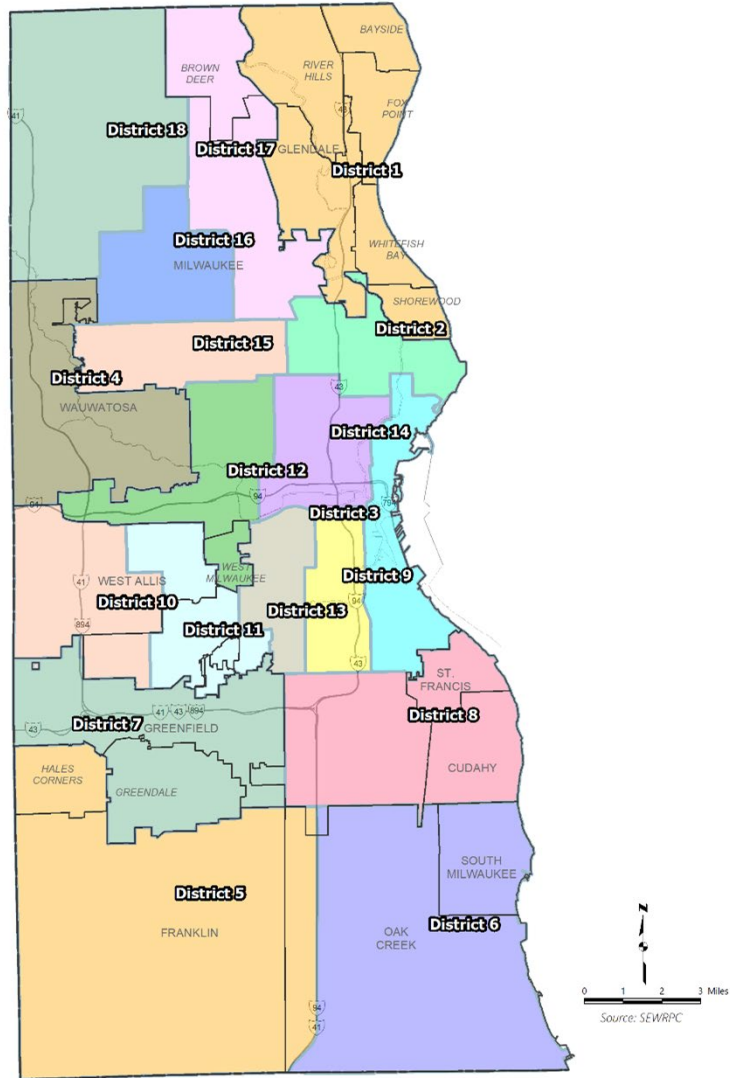 BAYSIDE
BROWN
DEER
RIVER
HILLS
43
FOX
POINT
41
District 18
District 17
GLENDALE
District 1
District 16
MILWAUKEE
WHITEFISH
BAY
SHOREWOOD
District 2
District 15
District 4
WAUWATOSA
43
District 14
District 12
94
94
794
District 3
WEST
MILWAUKEE
41
WEST ALLIS
District 10
District 9
94
District 13
894
District 11
43
ST.
FRANCIS
District 8
District 7
41 43 894
43
GREENFIELD
HALES
CORNERS
GREENDALE
CUDAHY
SOUTH
MILWAUKEE
District 5
FRANKLIN
OAK
CREEK
District 6
N
0 1 2 3 Miles
Source: SEWRPC
94
41